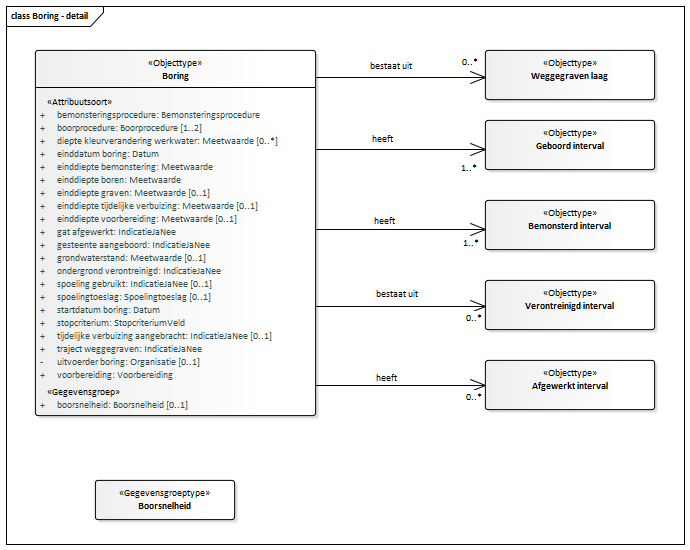 class Boring - detail
«Objecttype»
Boring
«Attribuutsoort»
+ bemonsteringsprocedure: Bemonsteringsprocedure
+ boorprocedure: Boorprocedure [1..2]
+ diepte kleurverandering werkwater: Meetwaarde [0..*]
+ einddatum boring: Datum
+ einddiepte bemonstering: Meetwaarde
+ einddiepte boren: Meetwaarde
+ einddiepte graven: Meetwaarde [0..1]
+ einddiepte tijdelijke verbuizing: Meetwaarde [0..1]
+ einddiepte voorbereiding: Meetwaarde [0..1]
+ gat afgewerkt: IndicatieJaNee
+ gesteente aangeboord: IndicatieJaNee
+ grondwaterstand: Meetwaarde [0..1]
+ ondergrond verontreinigd: IndicatieJaNee
+ spoeling gebruikt: IndicatieJaNee [0..1]
+ spoelingtoeslag: Spoelingtoeslag [0..1]
+ startdatum boring: Datum
+ stopcriterium: StopcriteriumVeld
+ tijdelijke verbuizing aangebracht: IndicatieJaNee [0..1]
+ traject weggegraven: IndicatieJaNee
- uitvoerder boring: Organisatie [0..1]
+ voorbereiding: Voorbereiding
«Gegevensgroep»
+ boorsnelheid: Boorsnelheid [0..1]
bestaat uit
0..*
«Objecttype»
Weggegraven laag
heeft
1..*
«Objecttype»
Geboord interval
heeft
1..*
«Objecttype»
Bemonsterd interval
bestaat uit
0..*
«Objecttype»
Verontreinigd interval
heeft
0..*
«Objecttype»
Afgewerkt interval
«Gegevensgroeptype»
Boorsnelheid